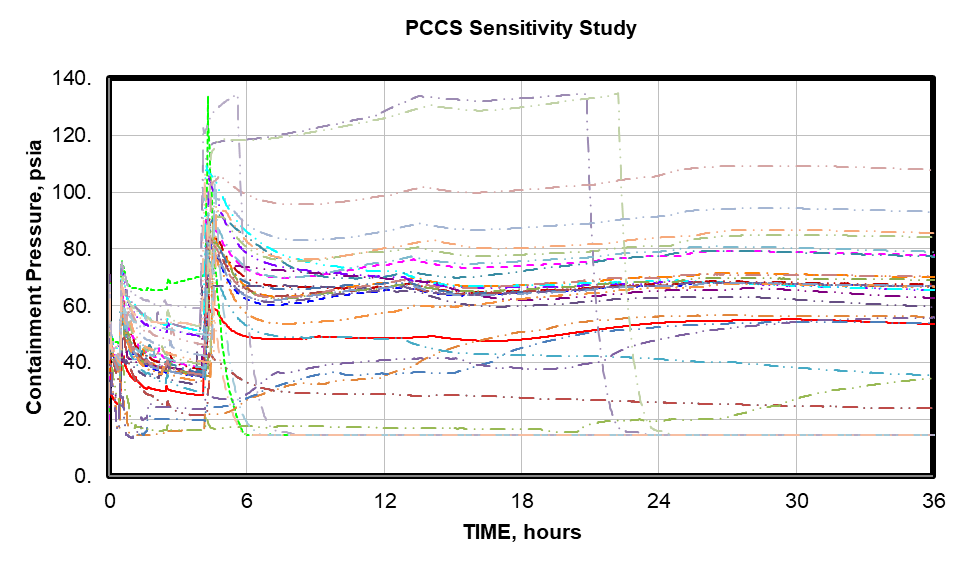 PCCS Sensitivity Study
Containment Pressure, psia
140.
120.
100.
80.
60.
40.
20.
0.
0 6 12 18 24 30 36
TIME, hours